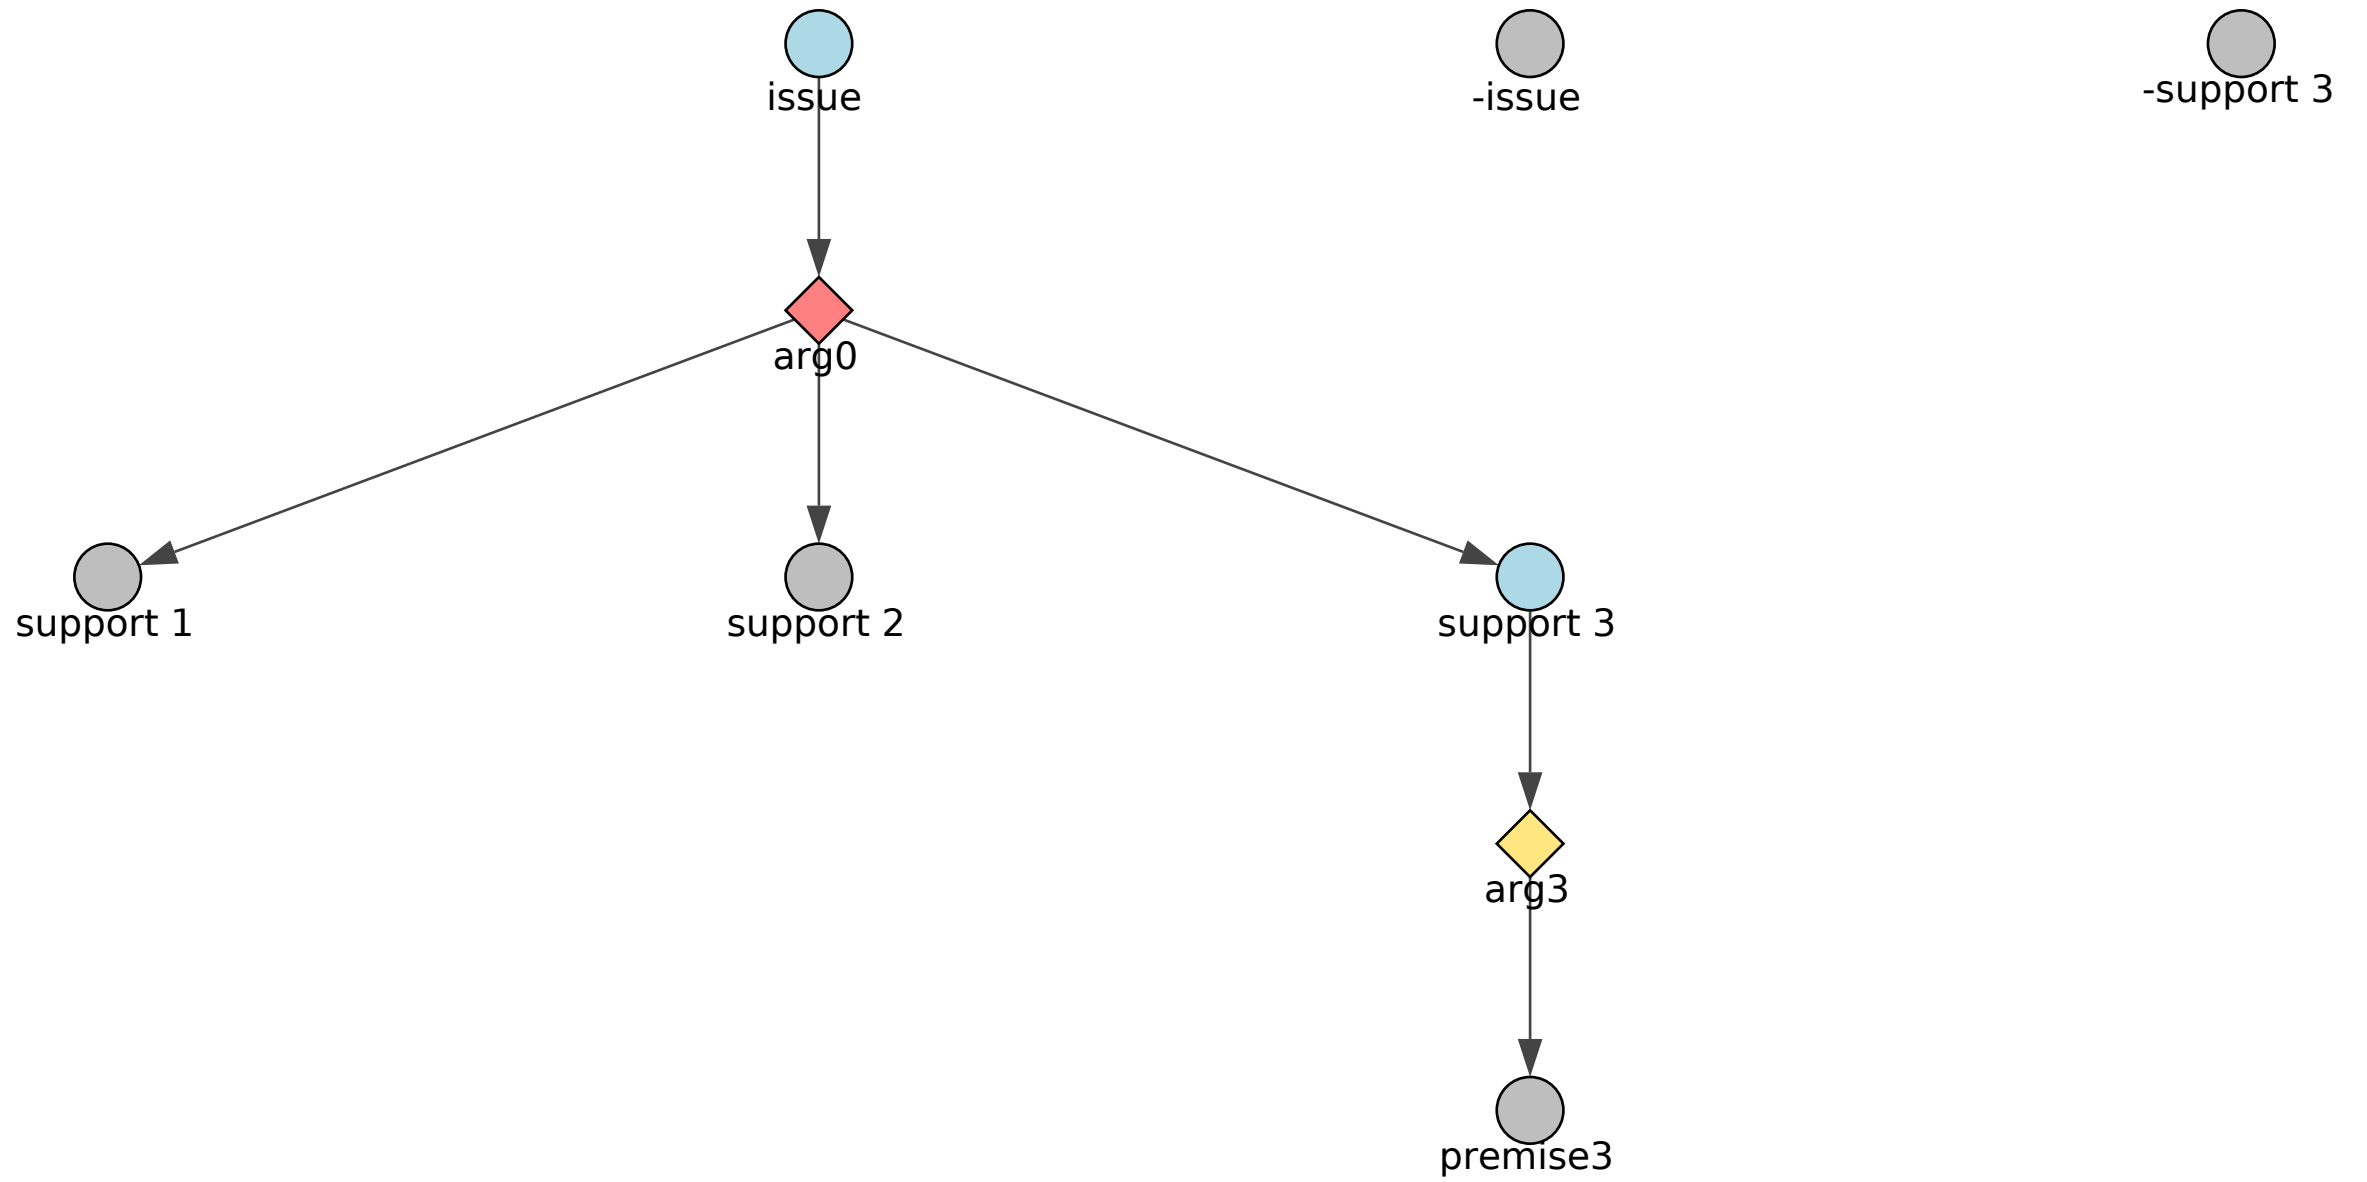 issue
-issue
-support 3
arg0
support 1
support 2
support 3
arg3
premise3